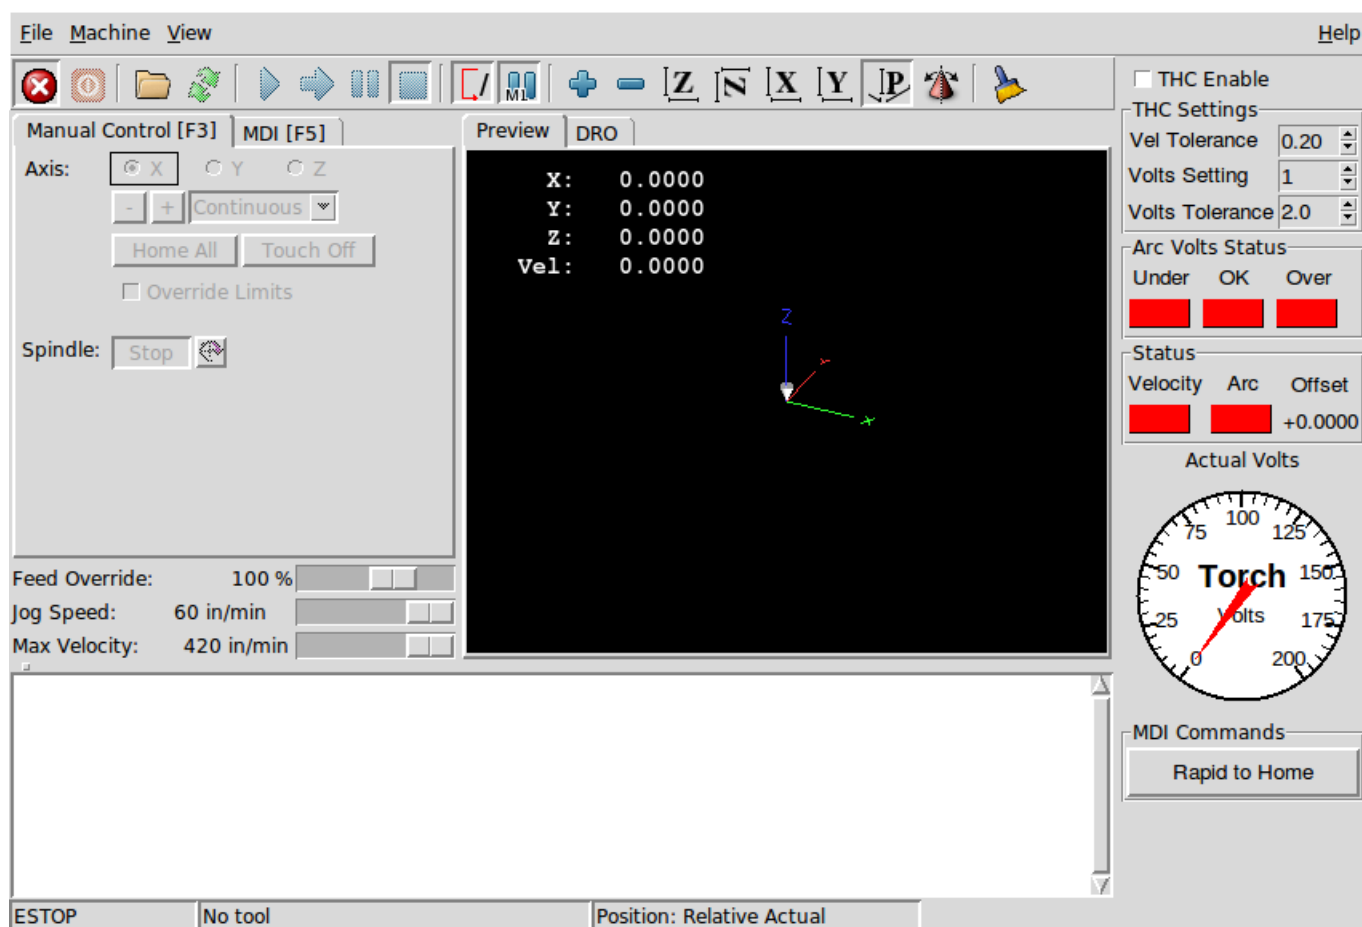 File Machine View Help
M1 Z N X Y P
THC Enable
THC Settings
Vel Tolerance 0.20
Volts Setting 1
Volts Tolerance 2.0
Arc Volts Status
Under OK Over
Status
Velocity Arc Offset
+0.0000
Actual Volts
0 25 50 75 100 125 150 175 200
Torch
Volts
MDI Commands
Rapid to Home
Manual Control [F3] MDI [F5]
Axis: X Y Z
- + Continuous
Home All Touch Off
Override Limits
Spindle: Stop
Feed Override: 100 %
Jog Speed: 60 in/min
Max Velocity: 420 in/min
Preview DRO
X: 0.0000
Y: 0.0000
Z: 0.0000
Vel: 0.0000
Z
Y
X
ESTOP No tool Position: Relative Actual